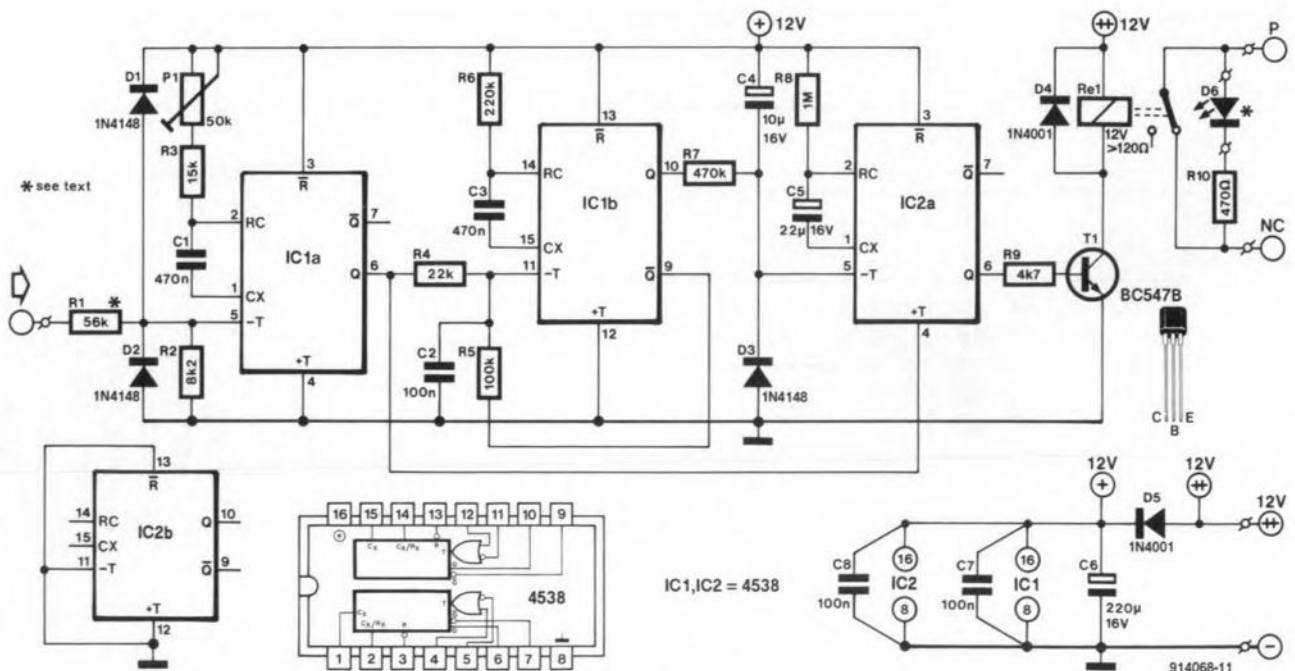 12V
12V
P
D1
1N4148
P1
50k
R3
15k
R6
220k
C4
10µ
16V
R8
1M
D4
1N4001
Re1
12V
>120Ω
D6
*
R10
470Ω
NC
* see text
3
R
2
RC
Q
7
IC1a
Q
6
C1
470n
1
CX
5
-T
+T
4
R1
*
56k
D2
1N4148
R2
8k2
R4
22k
C2
100n
R5
100k
13
R
14
RC
Q
10
IC1b
C3
470n
15
CX
11
-T
Q
9
+T
12
R7
470k
D3
1N4148
3
R
2
RC
Q
7
IC2a
C5
22µ 16V
1
CX
5
-T
Q
6
+T
4
R9
4k7
T1
BC547B
C
B
E
13
R
14
RC
Q
10
IC2b
15
CX
11
-T
Q
9
+T
12
16 15 14 13 12 11 10 9
CX
CX/RX
R
T
4538
T
CX
CX/RX
R
1 2 3 4 5 6 7 8
IC1,IC2 = 4538
12V
12V
12V
D5
1N4001
C8
100n
16
IC2
8
C7
100n
16
IC1
8
C6
220µ
16V
914068-11